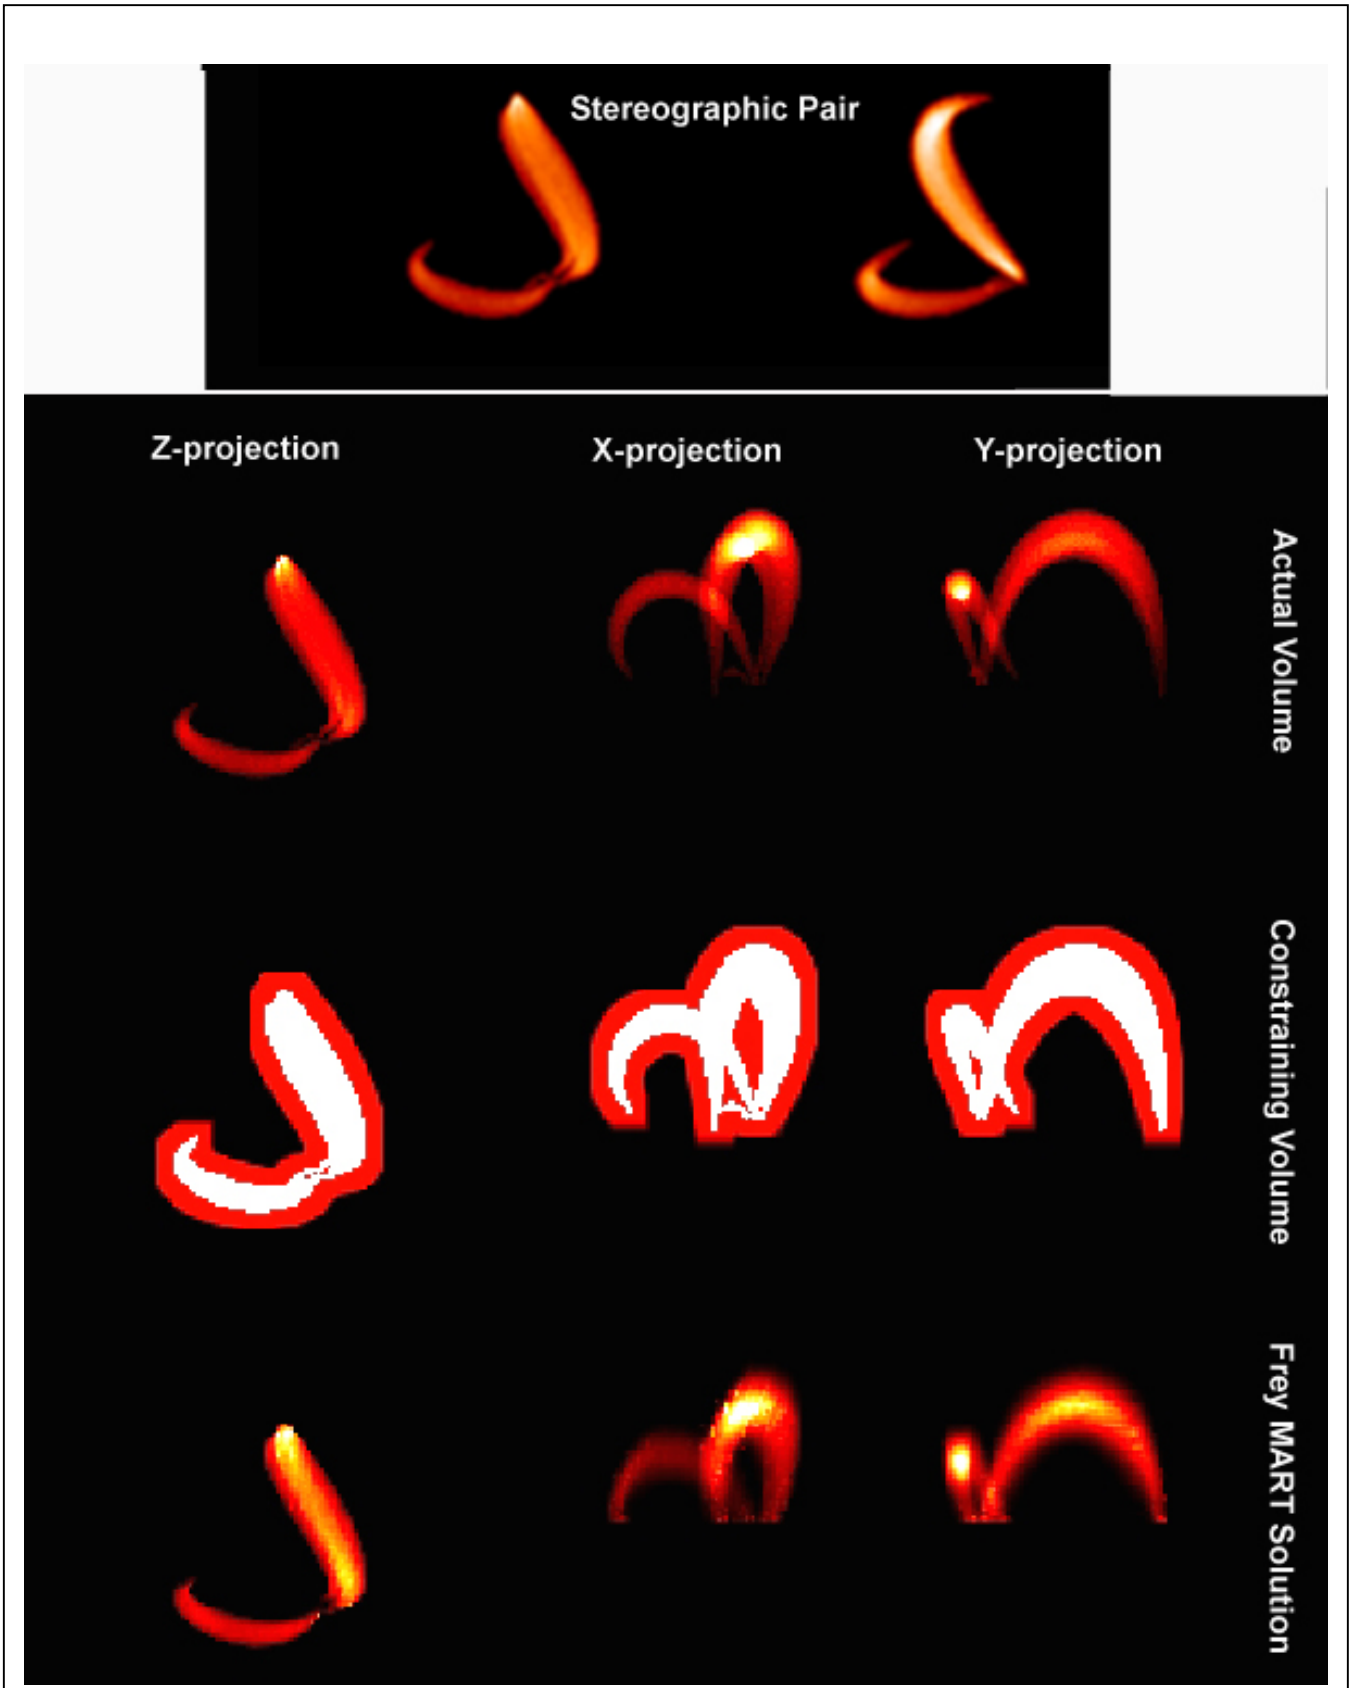 Stereographic Pair
Z-projection
X-projection
Y-projection
Actual Volume
Constraining Volume
Frey MART Solution